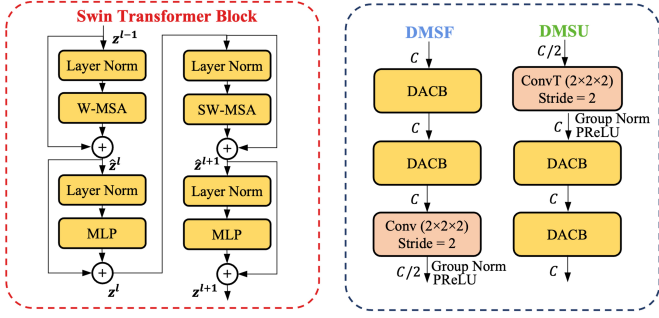 Swin Transformer Block
z^{l-1}
Layer Norm
W-MSA
+
ẑ^{l}
Layer Norm
MLP
+
z^{l}
Layer Norm
SW-MSA
+
ẑ^{l+1}
Layer Norm
MLP
+
z^{l+1}
DMSF
C
DACB
C
DACB
C
Conv (2×2×2)
Stride = 2
C/2
Group Norm
PReLU
DMSU
C/2
ConvT (2×2×2)
Stride = 2
C
Group Norm
PReLU
DACB
C
DACB
C